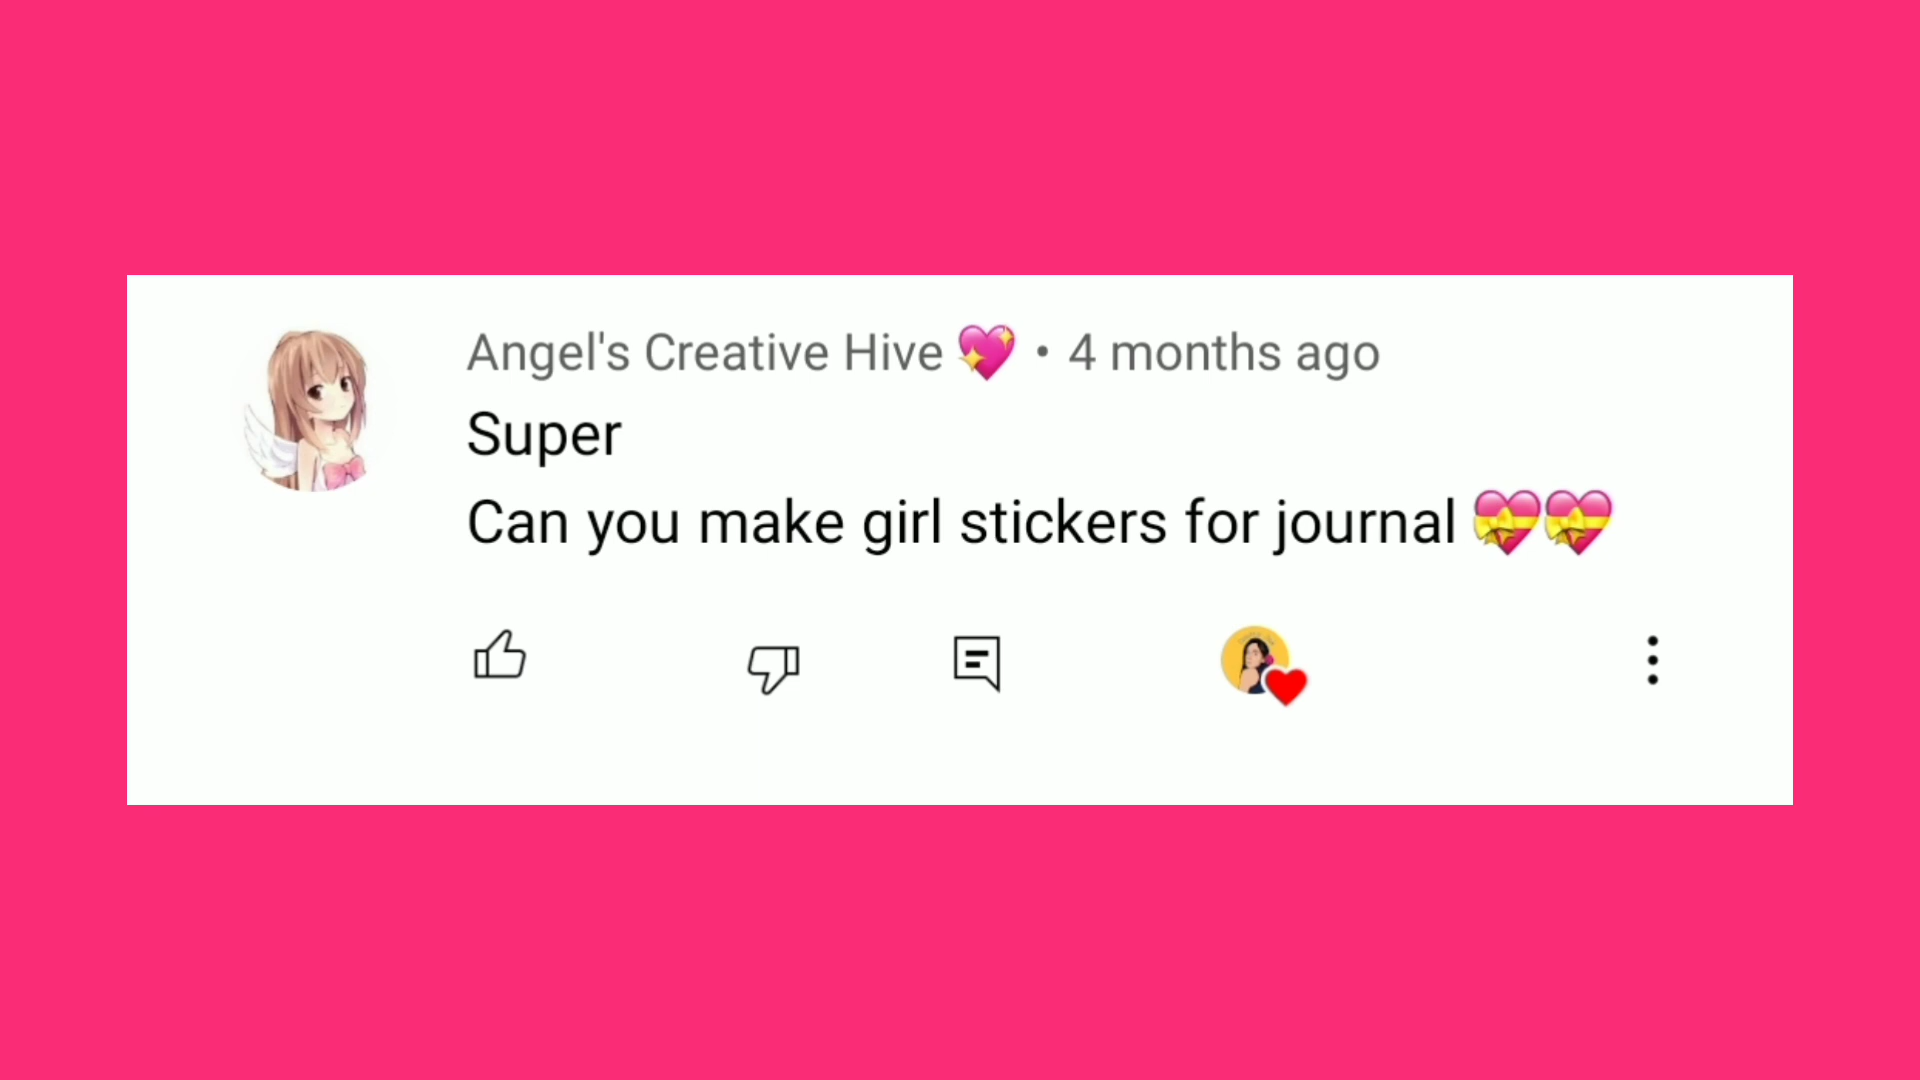 Angel's Creative Hive 💖 • 4 months ago
Super
Can you make girl stickers for journal 💝💝